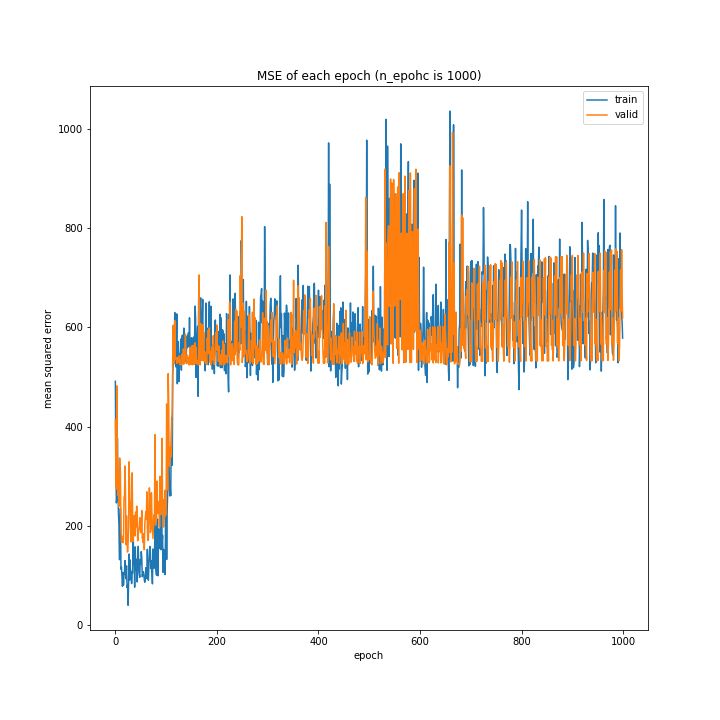 MSE of each epoch (n_epohc is 1000)
train
valid
mean squared error
1000
800
600
400
200
0
0 200 400 600 800 1000
epoch